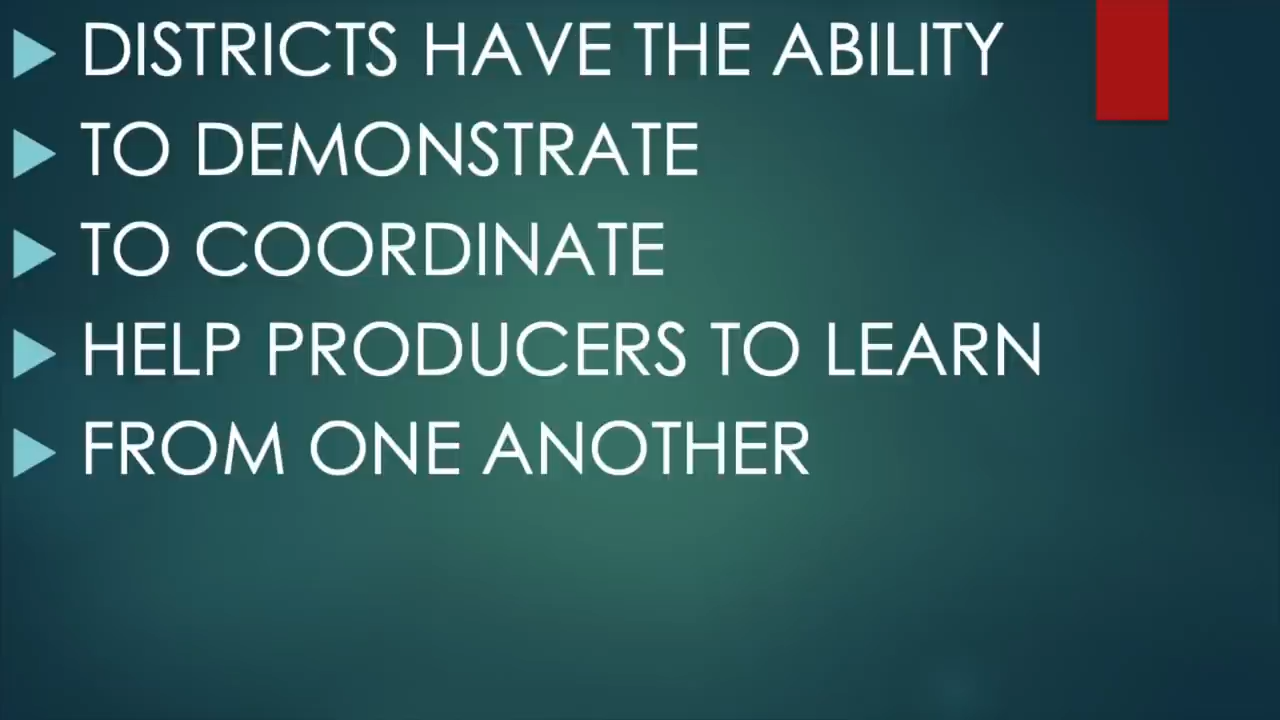 DISTRICTS HAVE THE ABILITY
TO DEMONSTRATE
TO COORDINATE
HELP PRODUCERS TO LEARN
FROM ONE ANOTHER